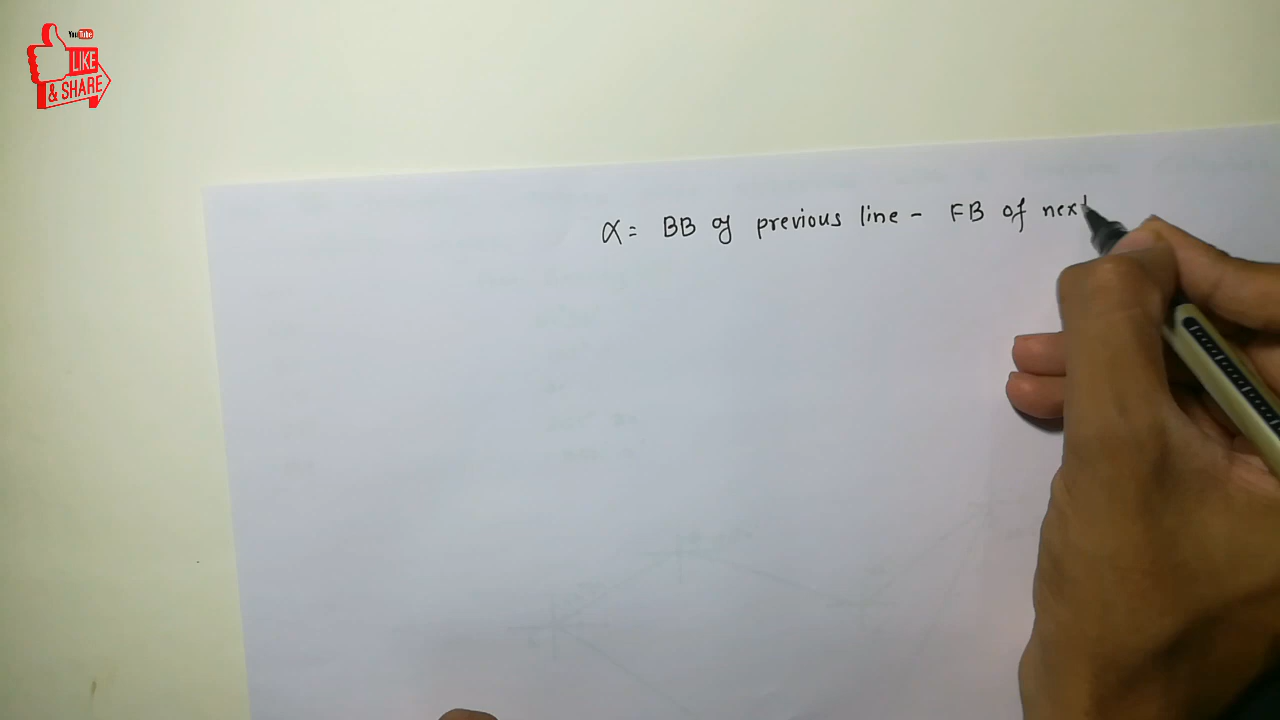 YouTube
LIKE
& SHARE
α = BB of previous line - FB of next